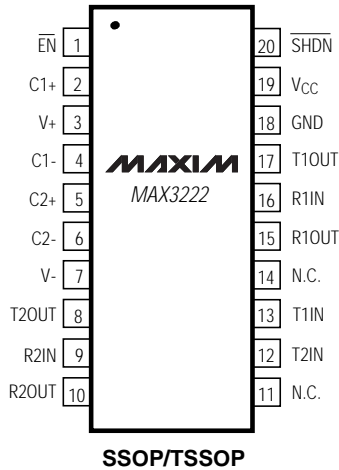 EN 1 20 SHDN
C1+ 2 19 VCC
V+ 3 18 GND
C1- 4 MAXIM 17 T1OUT
C2+ 5 MAX3222 16 R1IN
C2- 6 15 R1OUT
V- 7 14 N.C.
T2OUT 8 13 T1IN
R2IN 9 12 T2IN
R2OUT 10 11 N.C.
SSOP/TSSOP